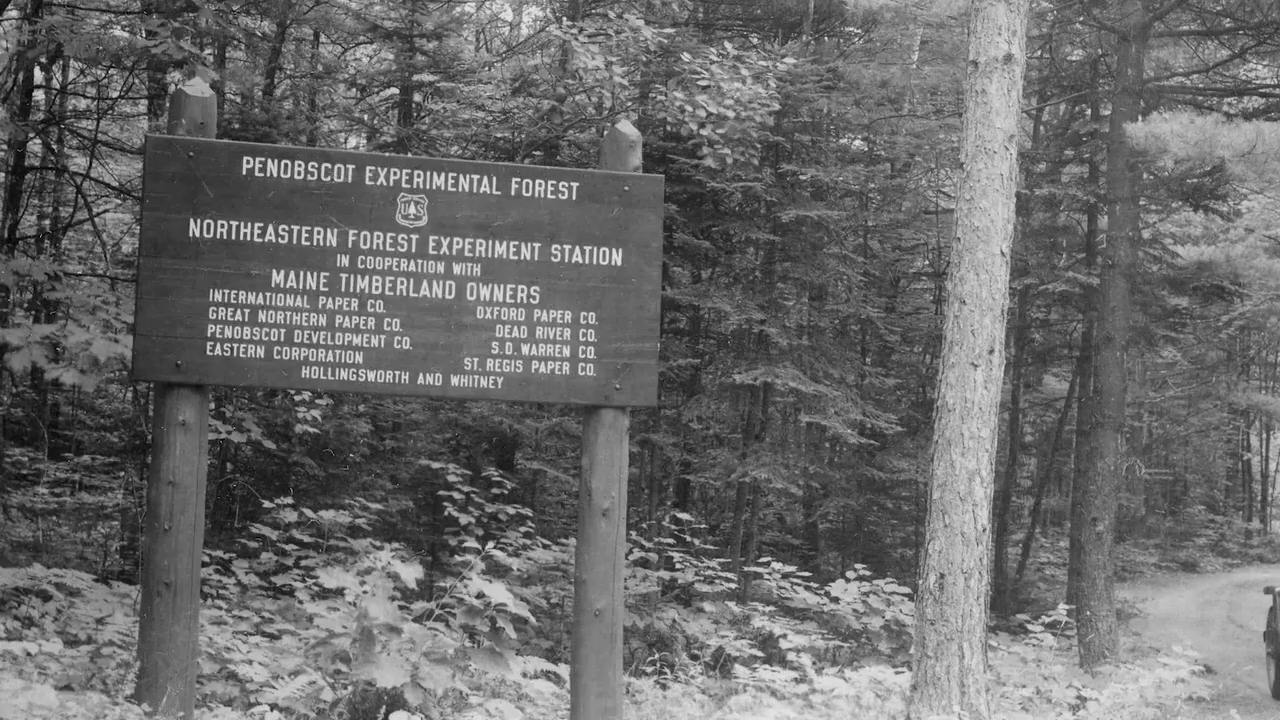 PENOBSCOT EXPERIMENTAL FOREST
UAS
NORTHEASTERN FOREST EXPERIMENT STATION
IN COOPERATION WITH
MAINE TIMBERLAND OWNERS
INTERNATIONAL PAPER CO.
GREAT NORTHERN PAPER CO.
PENOBSCOT DEVELOPMENT CO.
EASTERN CORPORATION
OXFORD PAPER CO.
DEAD RIVER CO.
S.D. WARREN CO.
ST. REGIS PAPER CO.
HOLLINGSWORTH AND WHITNEY